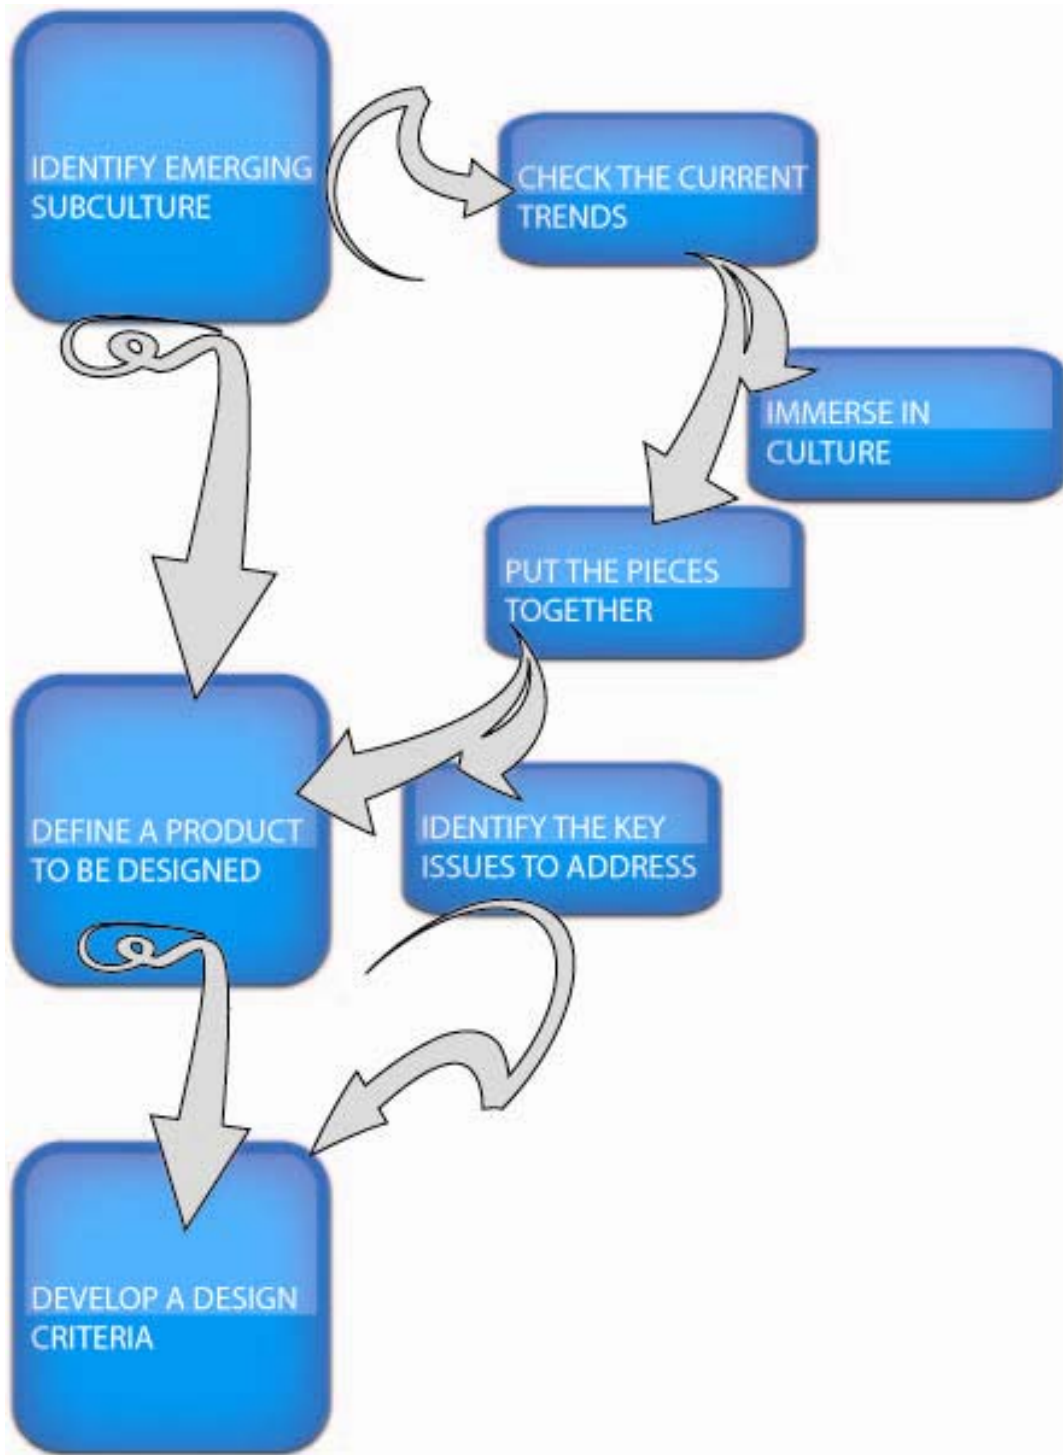 IDENTIFY EMERGING
SUBCULTURE
CHECK THE CURRENT
TRENDS
IMMERSE IN
CULTURE
PUT THE PIECES
TOGETHER
DEFINE A PRODUCT
TO BE DESIGNED
IDENTIFY THE KEY
ISSUES TO ADDRESS
DEVELOP A DESIGN
CRITERIA